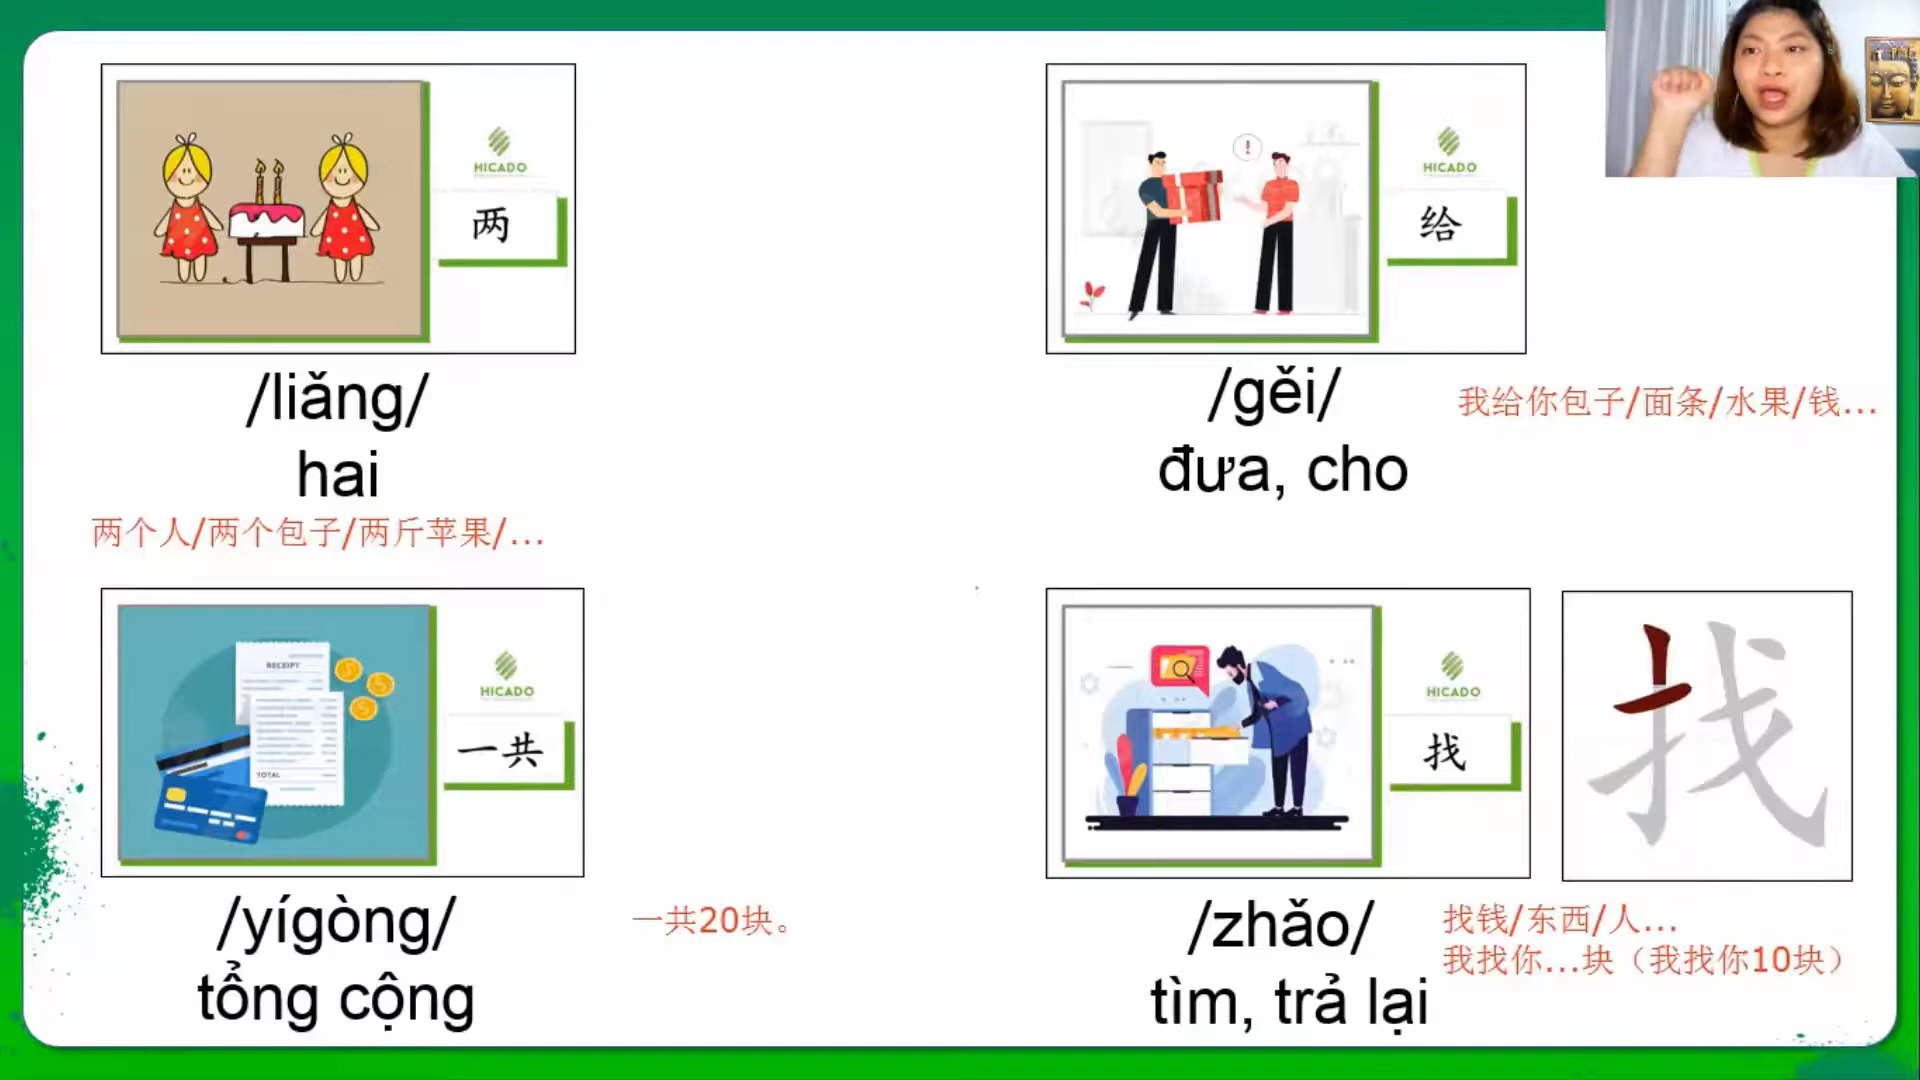 HICADO
两
/liǎng/
hai
两个人/两个包子/两斤苹果/...
HICADO
给
/gěi/
đưa, cho
我给你包子/面条/水果/钱...
RECEIPT
TOTAL
HICADO
一共
/yígòng/
tổng cộng
一共20块。
HICADO
找
找
/zhǎo/
tìm, trả lại
找钱/东西/人...
我找你...块（我找你10块）